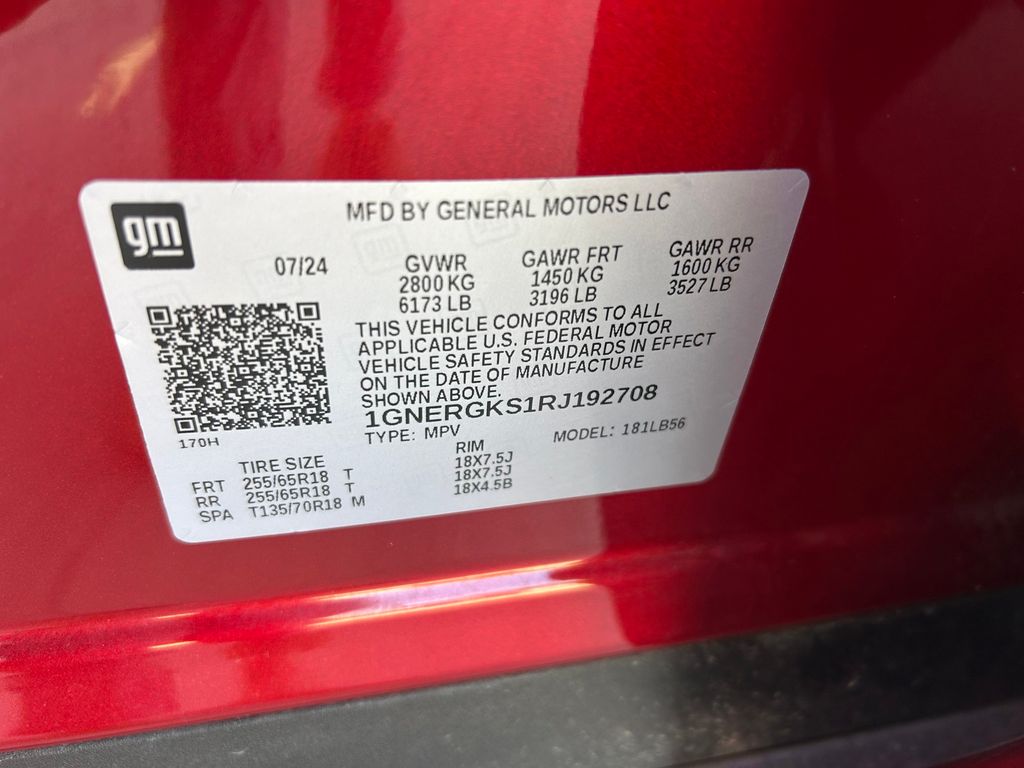 gm
MFD BY GENERAL MOTORS LLC
07/24
GVWR GAWR FRT GAWR RR
2800 KG 1450 KG 1600 KG
6173 LB 3196 LB 3527 LB
THIS VEHICLE CONFORMS TO ALL
APPLICABLE U.S. FEDERAL MOTOR
VEHICLE SAFETY STANDARDS IN EFFECT
ON THE DATE OF MANUFACTURE
SHOWN ABOVE.
1GNERGKS1RJ192708
170H
TYPE: MPV MODEL: 181LB56
TIRE SIZE RIM
FRT 255/65R18 T 18X7.5J
RR 255/65R18 T 18X7.5J
SPA T135/70R18 M 18X4.5B